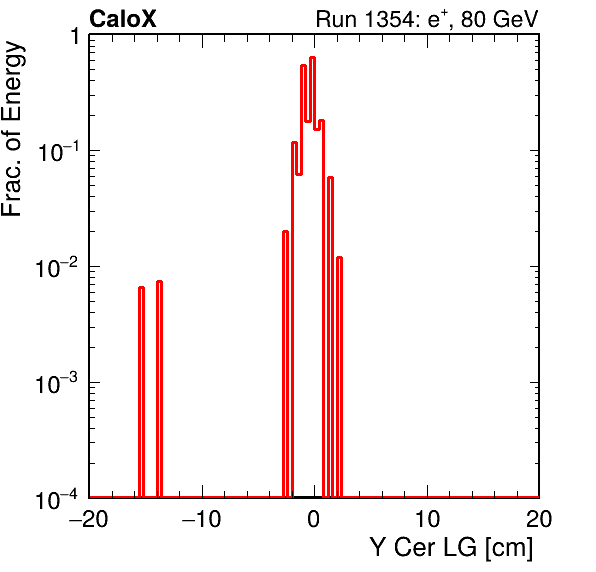 CaloX Run 1354: e⁺, 80 GeV
Frac. of Energy
1
10⁻¹
10⁻²
10⁻³
10⁻⁴
−20 −10 0 10 20
Y Cer LG [cm]